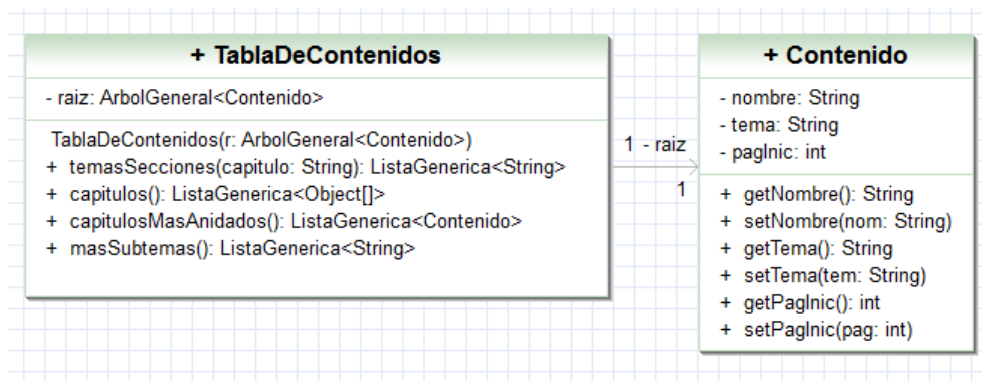 + TablaDeContenidos
- raiz: ArbolGeneral<Contenido>
TablaDeContenidos(r: ArbolGeneral<Contenido>)
+ temasSecciones(capitulo: String): ListaGenerica<String>
+ capitulos(): ListaGenerica<Object[]>
+ capitulosMasAnidados(): ListaGenerica<Contenido>
+ masSubtemas(): ListaGenerica<String>
1 - raiz
1
+ Contenido
- nombre: String
- tema: String
- pagInic: int
+ getNombre(): String
+ setNombre(nom: String)
+ getTema(): String
+ setTema(tem: String)
+ getPagInic(): int
+ setPagInic(pag: int)